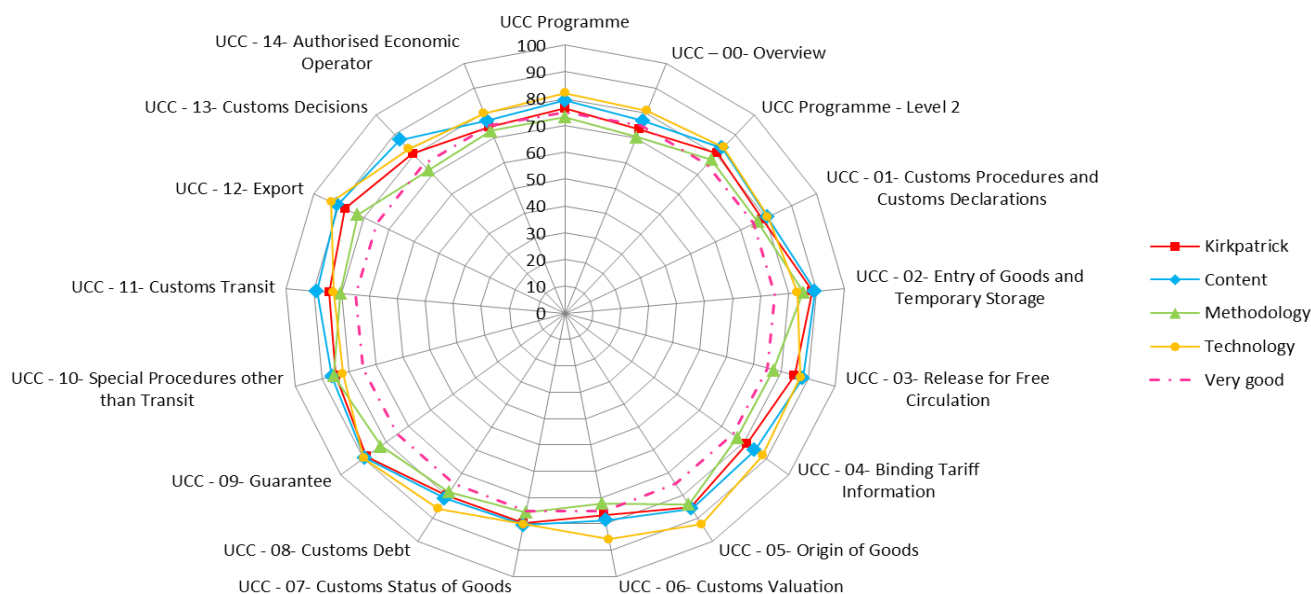 UCC Programme
UCC – 00- Overview
UCC Programme - Level 2
UCC - 01- Customs Procedures and
Customs Declarations
UCC - 02- Entry of Goods and
Temporary Storage
UCC - 03- Release for Free
Circulation
UCC - 04- Binding Tariff
Information
UCC - 05- Origin of Goods
UCC - 06- Customs Valuation
UCC - 07- Customs Status of Goods
UCC - 08- Customs Debt
UCC - 09- Guarantee
UCC - 10- Special Procedures other
than Transit
UCC - 11- Customs Transit
UCC - 12- Export
UCC - 13- Customs Decisions
UCC - 14- Authorised Economic
Operator
100
90
80
70
60
50
40
30
20
10
0
Kirkpatrick
Content
Methodology
Technology
Very good